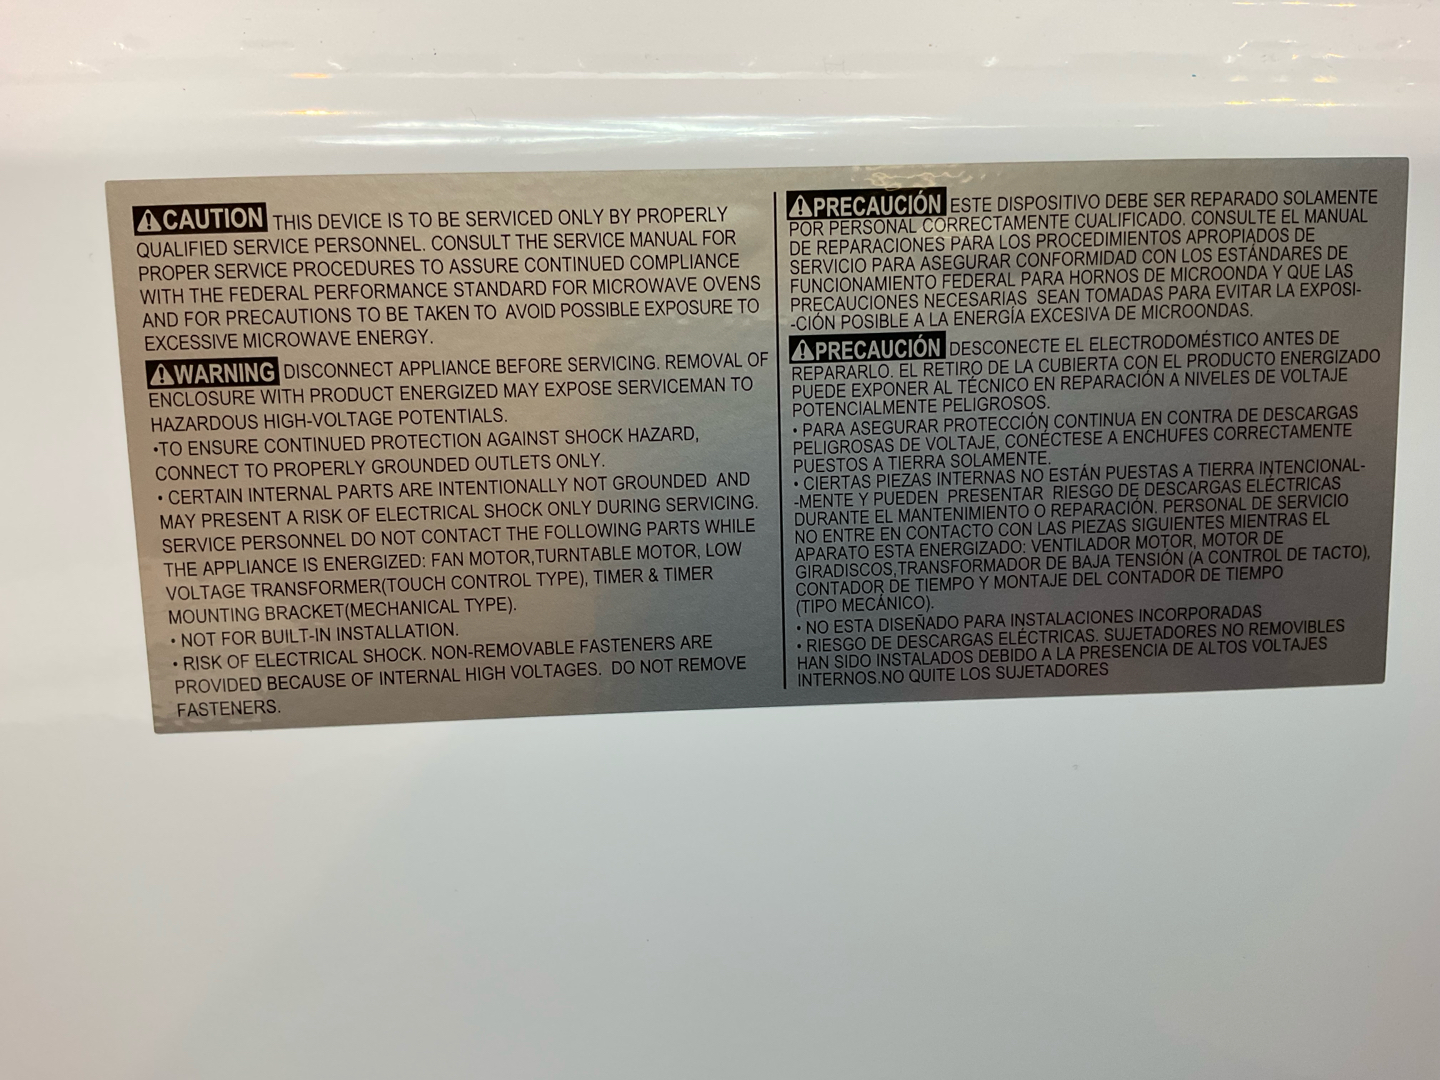 ⚠CAUTION THIS DEVICE IS TO BE SERVICED ONLY BY PROPERLY
QUALIFIED SERVICE PERSONNEL. CONSULT THE SERVICE MANUAL FOR
PROPER SERVICE PROCEDURES TO ASSURE CONTINUED COMPLIANCE
WITH THE FEDERAL PERFORMANCE STANDARD FOR MICROWAVE OVENS
AND FOR PRECAUTIONS TO BE TAKEN TO AVOID POSSIBLE EXPOSURE TO
EXCESSIVE MICROWAVE ENERGY.
⚠WARNING DISCONNECT APPLIANCE BEFORE SERVICING. REMOVAL OF
ENCLOSURE WITH PRODUCT ENERGIZED MAY EXPOSE SERVICEMAN TO
HAZARDOUS HIGH-VOLTAGE POTENTIALS.
•TO ENSURE CONTINUED PROTECTION AGAINST SHOCK HAZARD,
CONNECT TO PROPERLY GROUNDED OUTLETS ONLY.
• CERTAIN INTERNAL PARTS ARE INTENTIONALLY NOT GROUNDED AND
MAY PRESENT A RISK OF ELECTRICAL SHOCK ONLY DURING SERVICING.
SERVICE PERSONNEL DO NOT CONTACT THE FOLLOWING PARTS WHILE
THE APPLIANCE IS ENERGIZED: FAN MOTOR,TURNTABLE MOTOR, LOW
VOLTAGE TRANSFORMER(TOUCH CONTROL TYPE), TIMER & TIMER
MOUNTING BRACKET(MECHANICAL TYPE).
• NOT FOR BUILT-IN INSTALLATION.
• RISK OF ELECTRICAL SHOCK. NON-REMOVABLE FASTENERS ARE
PROVIDED BECAUSE OF INTERNAL HIGH VOLTAGES. DO NOT REMOVE
FASTENERS.
⚠PRECAUCIÓN ESTE DISPOSITIVO DEBE SER REPARADO SOLAMENTE
POR PERSONAL CORRECTAMENTE CUALIFICADO. CONSULTE EL MANUAL
DE REPARACIONES PARA LOS PROCEDIMIENTOS APROPIADOS DE
SERVICIO PARA ASEGURAR CONFORMIDAD CON LOS ESTÁNDARES DE
FUNCIONAMIENTO FEDERAL PARA HORNOS DE MICROONDA Y QUE LAS
PRECAUCIONES NECESARIAS SEAN TOMADAS PARA EVITAR LA EXPOSI-
-CIÓN POSIBLE A LA ENERGÍA EXCESIVA DE MICROONDAS.
⚠PRECAUCIÓN DESCONECTE EL ELECTRODOMÉSTICO ANTES DE
REPARARLO. EL RETIRO DE LA CUBIERTA CON EL PRODUCTO ENERGIZADO
PUEDE EXPONER AL TÉCNICO EN REPARACIÓN A NIVELES DE VOLTAJE
POTENCIALMENTE PELIGROSOS.
• PARA ASEGURAR PROTECCIÓN CONTINUA EN CONTRA DE DESCARGAS
PELIGROSAS DE VOLTAJE, CONÉCTESE A ENCHUFES CORRECTAMENTE
PUESTOS A TIERRA SOLAMENTE.
• CIERTAS PIEZAS INTERNAS NO ESTÁN PUESTAS A TIERRA INTENCIONAL-
-MENTE Y PUEDEN PRESENTAR RIESGO DE DESCARGAS ELÉCTRICAS
DURANTE EL MANTENIMIENTO O REPARACIÓN. PERSONAL DE SERVICIO
NO ENTRE EN CONTACTO CON LAS PIEZAS SIGUIENTES MIENTRAS EL
APARATO ESTA ENERGIZADO: VENTILADOR MOTOR, MOTOR DE
GIRADISCOS,TRANSFORMADOR DE BAJA TENSIÓN (A CONTROL DE TACTO),
CONTADOR DE TIEMPO Y MONTAJE DEL CONTADOR DE TIEMPO
(TIPO MECÁNICO).
• NO ESTA DISEÑADO PARA INSTALACIONES INCORPORADAS
• RIESGO DE DESCARGAS ELÉCTRICAS. SUJETADORES NO REMOVIBLES
HAN SIDO INSTALADOS DEBIDO A LA PRESENCIA DE ALTOS VOLTAJES
INTERNOS.NO QUITE LOS SUJETADORES